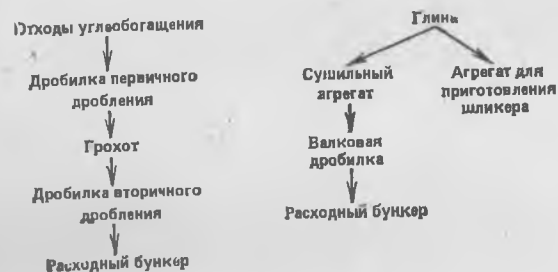 Отходы углеобогащения
Дробилка первичного
дробления
Грохот
Дробилка вторичного
дробления
Расходный бункер
Глина
Сушильный
агрегат
Агрегат для
приготовления
шликера
Валковая
дробилка
Расходный бункер